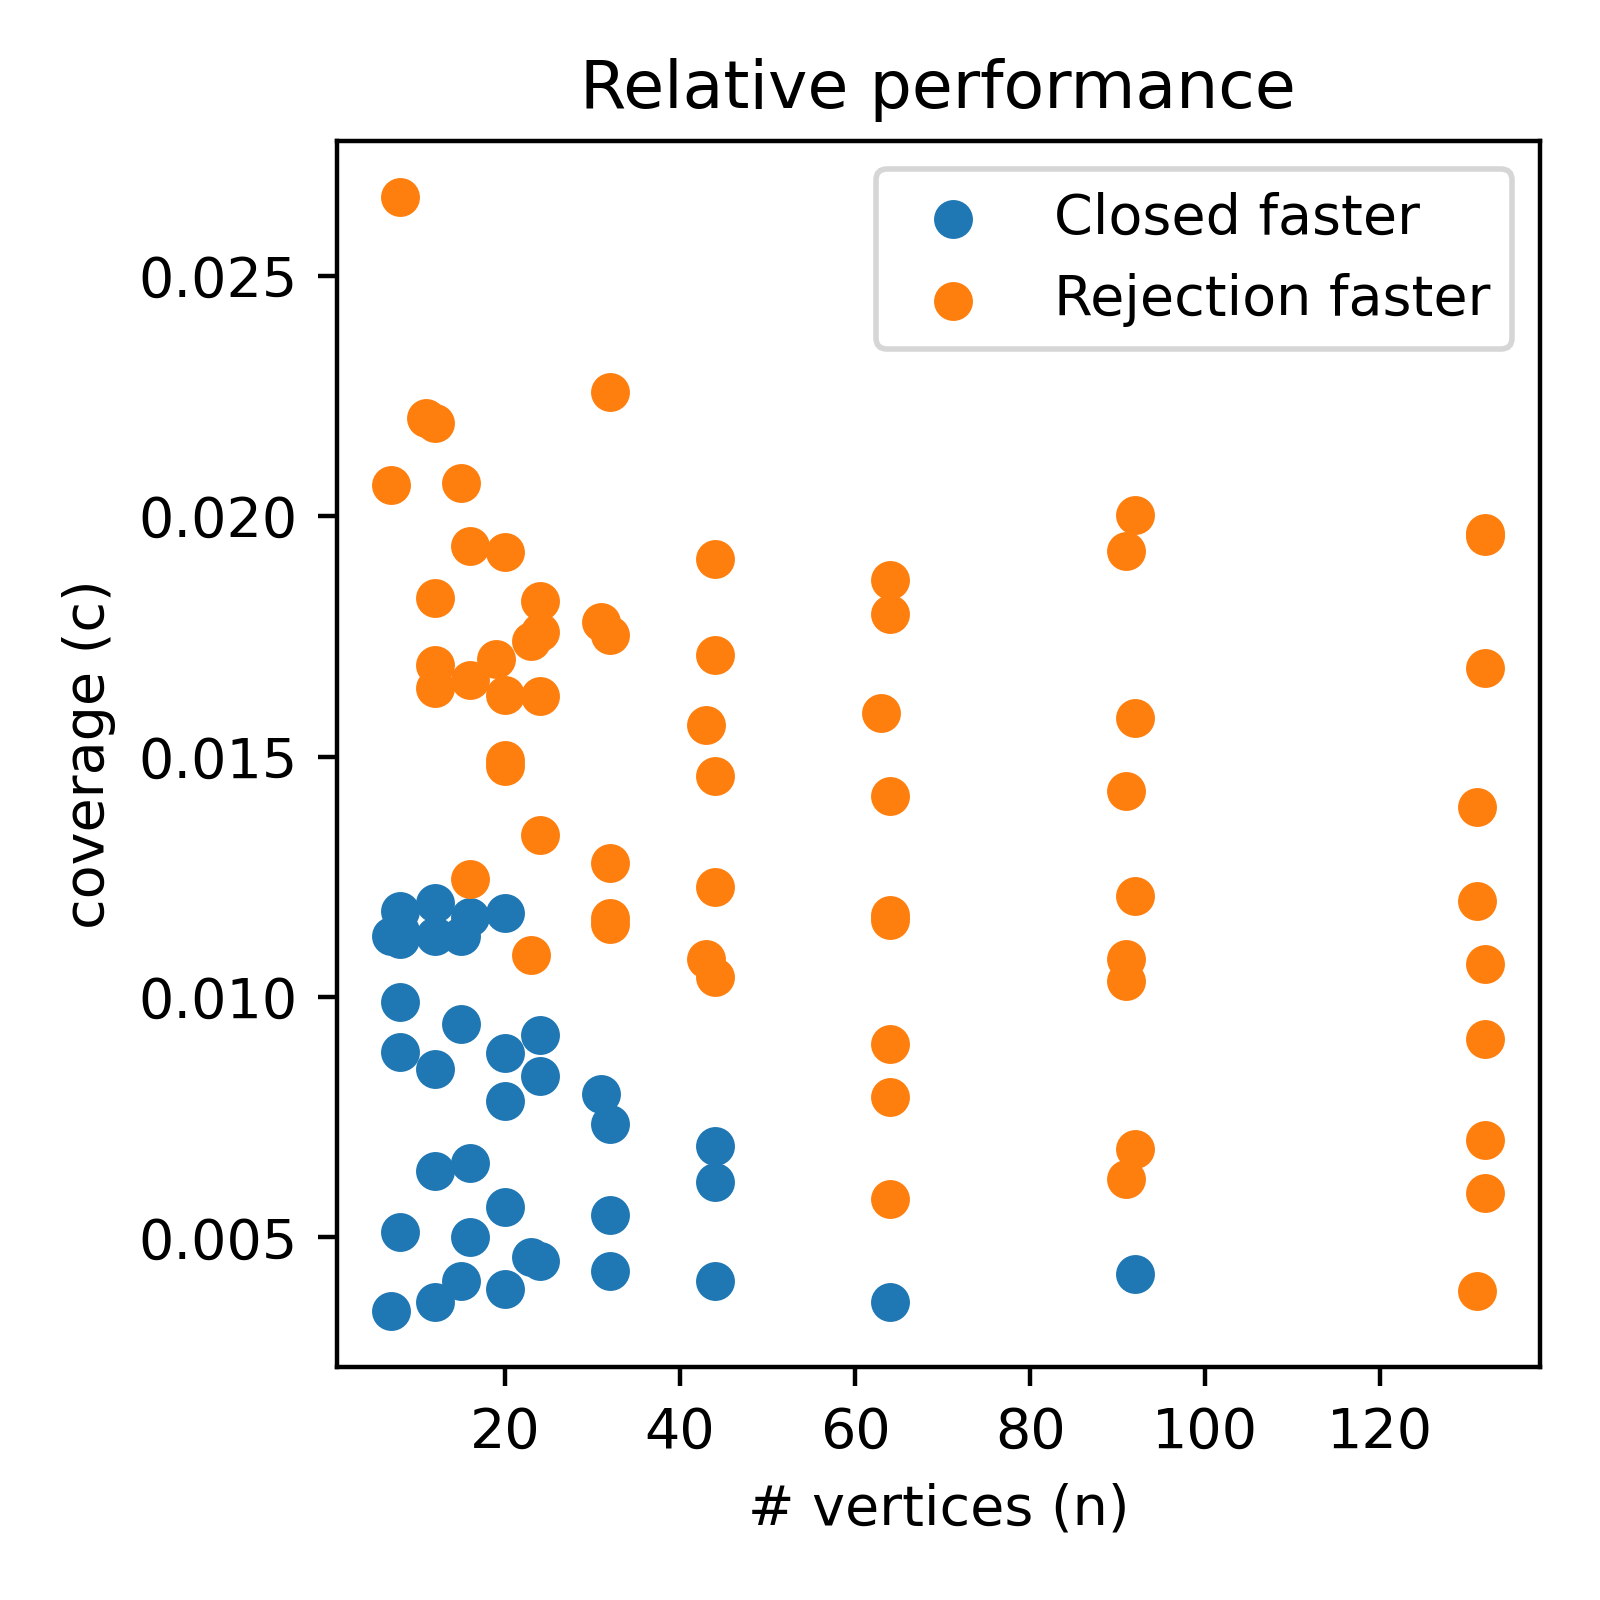 Relative performance
Closed faster
Rejection faster
0.025
0.020
0.015
0.010
0.005
coverage (c)
20 40 60 80 100 120
# vertices (n)